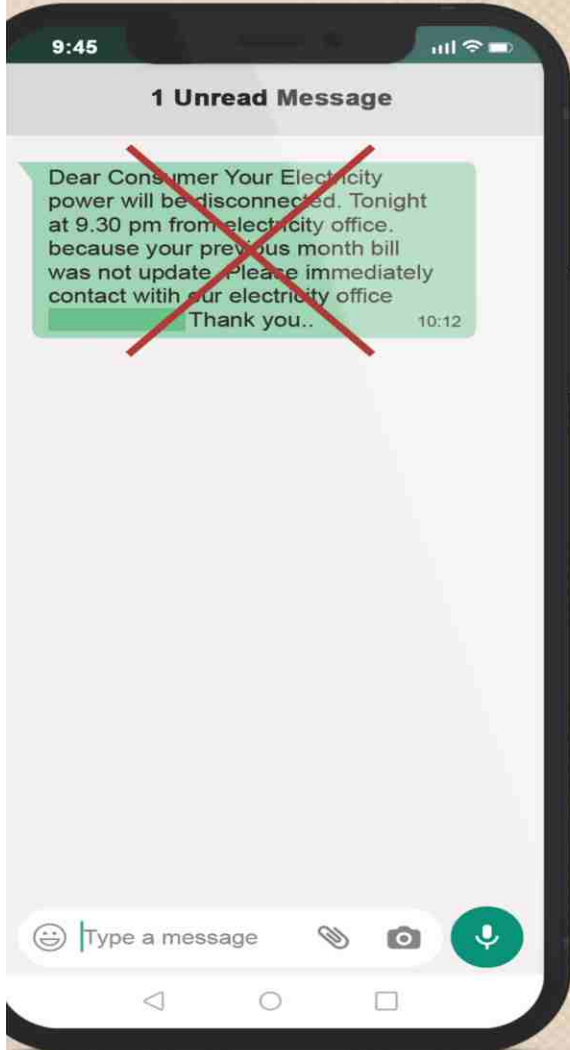 9:45
1 Unread Message
Dear Consumer Your Electricity
power will be disconnected. Tonight
at 9.30 pm from electricity office.
because your previous month bill
was not update. Please immediately
contact witih our electricity office
Thank you..
10:12
Type a message